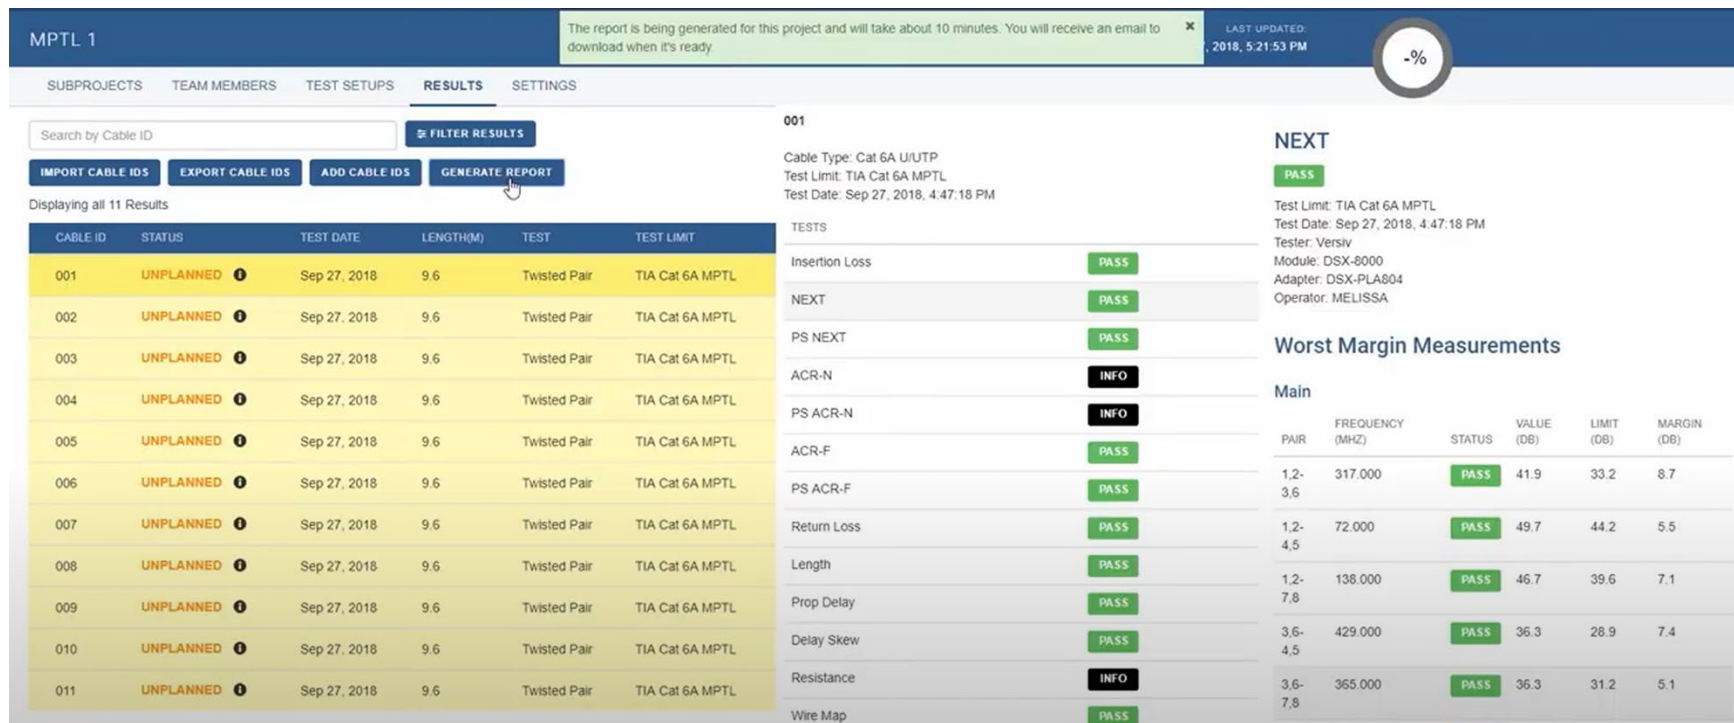 MPTL 1
The report is being generated for this project and will take about 10 minutes. You will receive an email to
download when it's ready
LAST UPDATED:
, 2018, 5:21:53 PM
-%
SUBPROJECTS TEAM MEMBERS TEST SETUPS RESULTS SETTINGS
Search by Cable ID
FILTER RESULTS
IMPORT CABLE IDS EXPORT CABLE IDS ADD CABLE IDS GENERATE REPORT
Displaying all 11 Results
CABLE ID STATUS TEST DATE LENGTH(M) TEST TEST LIMIT
001 UNPLANNED Sep 27, 2018 9.6 Twisted Pair TIA Cat 6A MPTL
002 UNPLANNED Sep 27, 2018 9.6 Twisted Pair TIA Cat 6A MPTL
003 UNPLANNED Sep 27, 2018 9.6 Twisted Pair TIA Cat 6A MPTL
004 UNPLANNED Sep 27, 2018 9.6 Twisted Pair TIA Cat 6A MPTL
005 UNPLANNED Sep 27, 2018 9.6 Twisted Pair TIA Cat 6A MPTL
006 UNPLANNED Sep 27, 2018 9.6 Twisted Pair TIA Cat 6A MPTL
007 UNPLANNED Sep 27, 2018 9.6 Twisted Pair TIA Cat 6A MPTL
008 UNPLANNED Sep 27, 2018 9.6 Twisted Pair TIA Cat 6A MPTL
009 UNPLANNED Sep 27, 2018 9.6 Twisted Pair TIA Cat 6A MPTL
010 UNPLANNED Sep 27, 2018 9.6 Twisted Pair TIA Cat 6A MPTL
011 UNPLANNED Sep 27, 2018 9.6 Twisted Pair TIA Cat 6A MPTL
001
Cable Type: Cat 6A U/UTP
Test Limit: TIA Cat 6A MPTL
Test Date: Sep 27, 2018, 4:47:18 PM
TESTS
Insertion Loss PASS
NEXT PASS
PS NEXT PASS
ACR-N INFO
PS ACR-N INFO
ACR-F PASS
PS ACR-F PASS
Return Loss PASS
Length PASS
Prop Delay PASS
Delay Skew PASS
Resistance INFO
Wire Map PASS
NEXT
PASS
Test Limit: TIA Cat 6A MPTL
Test Date: Sep 27, 2018, 4:47:18 PM
Tester: Versiv
Module: DSX-8000
Adapter: DSX-PLA804
Operator: MELISSA
Worst Margin Measurements
Main
PAIR FREQUENCY (MHZ) STATUS VALUE (DB) LIMIT (DB) MARGIN (DB)
1,2-3,6 317.000 PASS 41.9 33.2 8.7
1,2-4,5 72.000 PASS 49.7 44.2 5.5
1,2-7,8 138.000 PASS 46.7 39.6 7.1
3,6-4,5 429.000 PASS 36.3 28.9 7.4
3,6-7,8 365.000 PASS 36.3 31.2 5.1